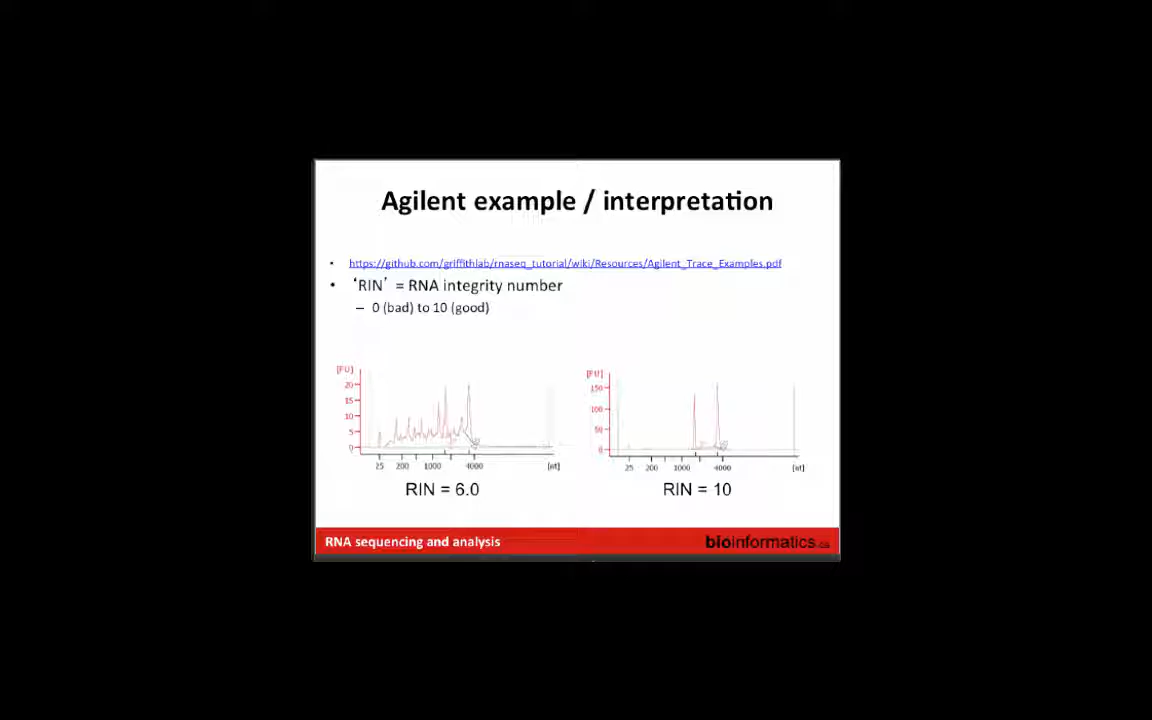 Agilent example / interpretation
• https://github.com/griffithlab/rnaseq_tutorial/wiki/Resources/Agilent_Trace_Examples.pdf
• ‘RIN’ = RNA integrity number
– 0 (bad) to 10 (good)
[FU]
20
15
10
5
0
25 200 1000 4000 [nt]
RIN = 6.0
[FU]
150
100
50
0
25 200 1000 4000 [nt]
RIN = 10
RNA sequencing and analysis
bioinformatics.ca